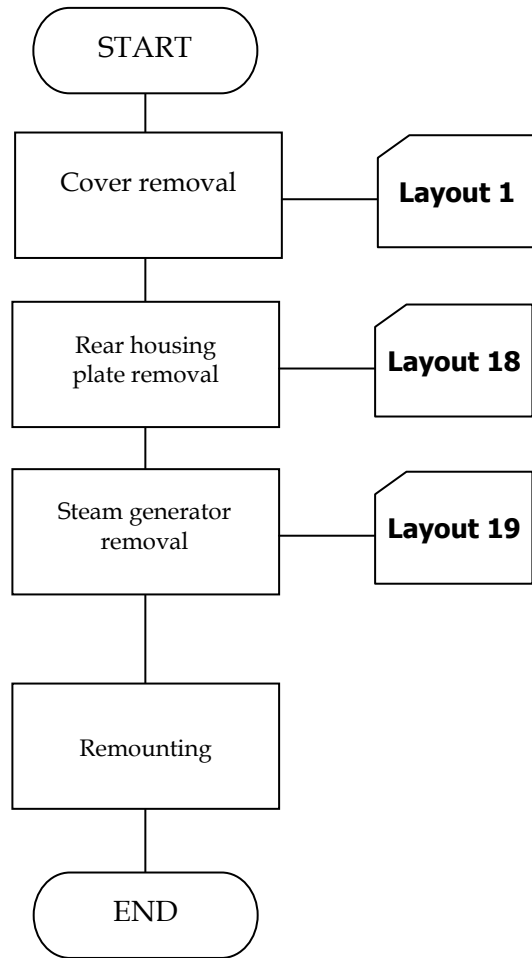 START
Cover removal
Layout 1
Rear housing
plate removal
Layout 18
Steam generator
removal
Layout 19
Remounting
END